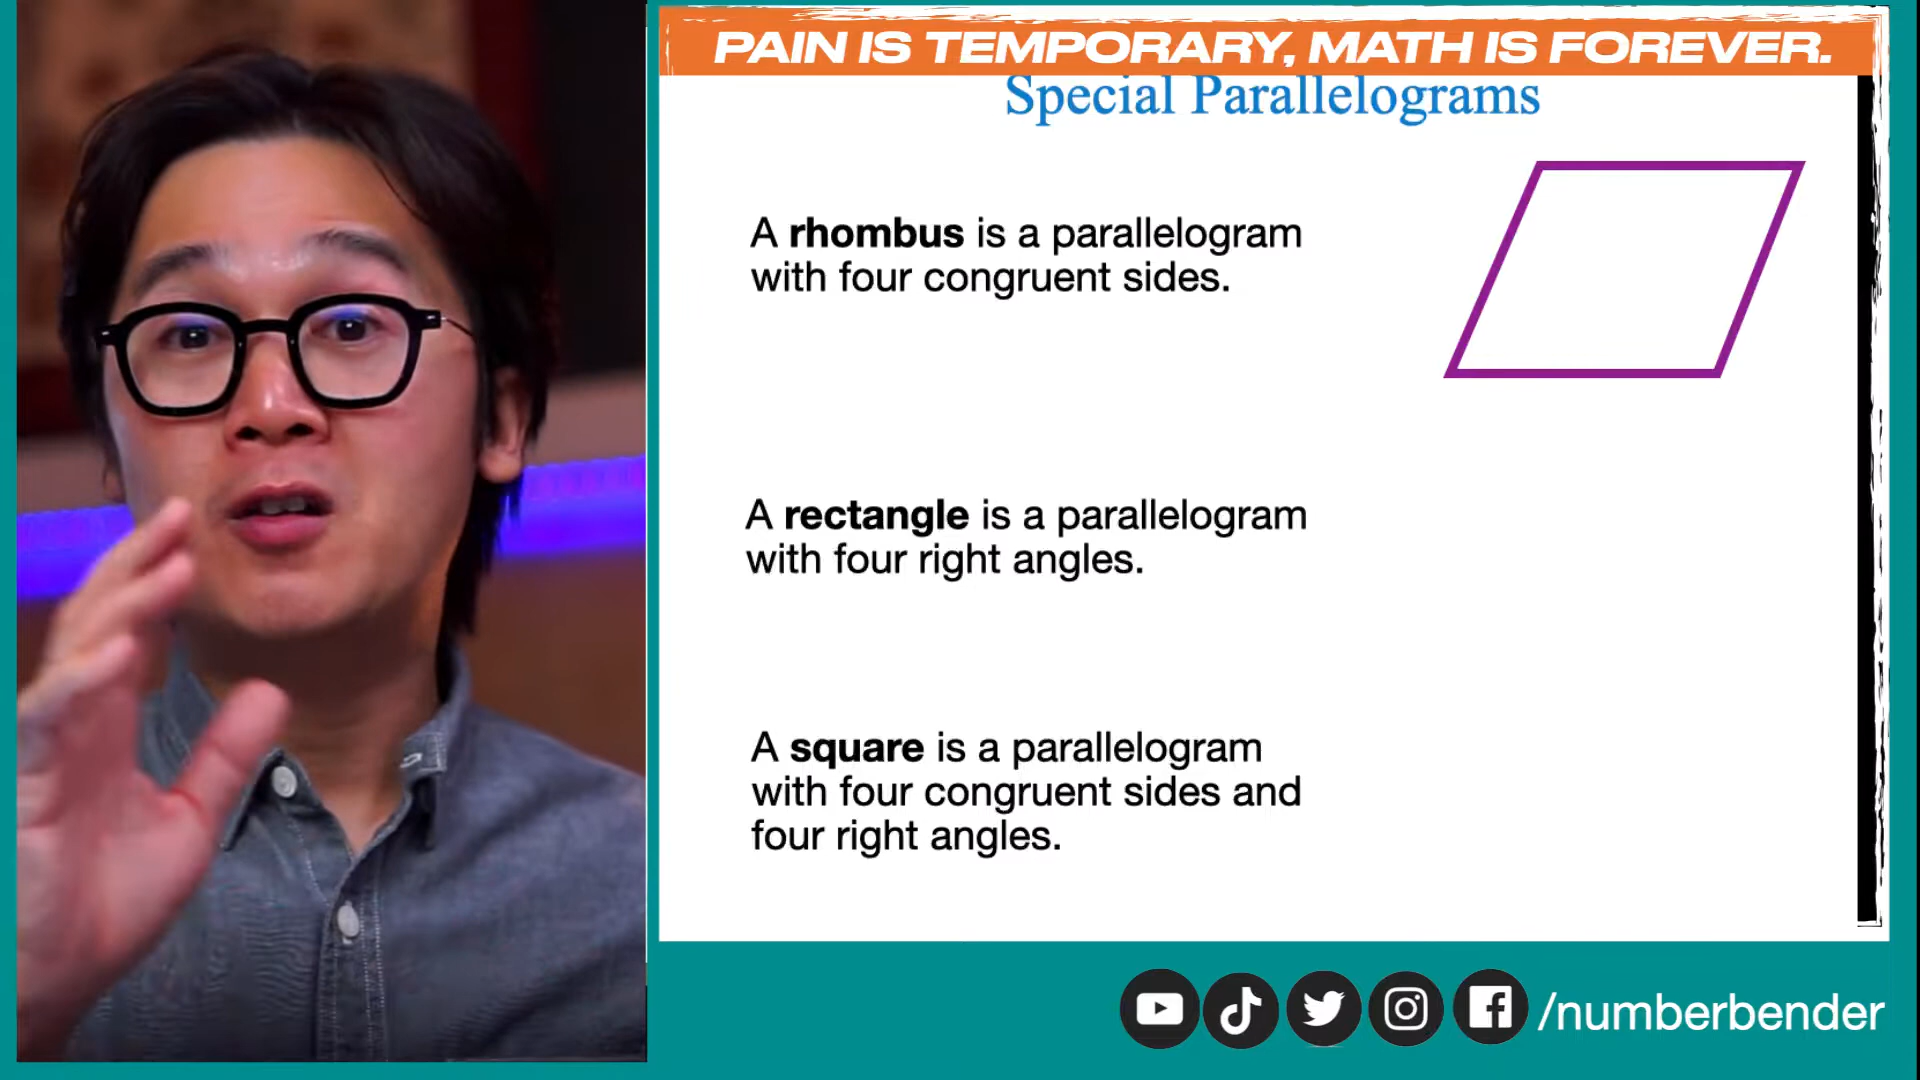 PAIN IS TEMPORARY, MATH IS FOREVER.
Special Parallelograms
A rhombus is a parallelogram
with four congruent sides.
A rectangle is a parallelogram
with four right angles.
A square is a parallelogram
with four congruent sides and
four right angles.
/numberbender